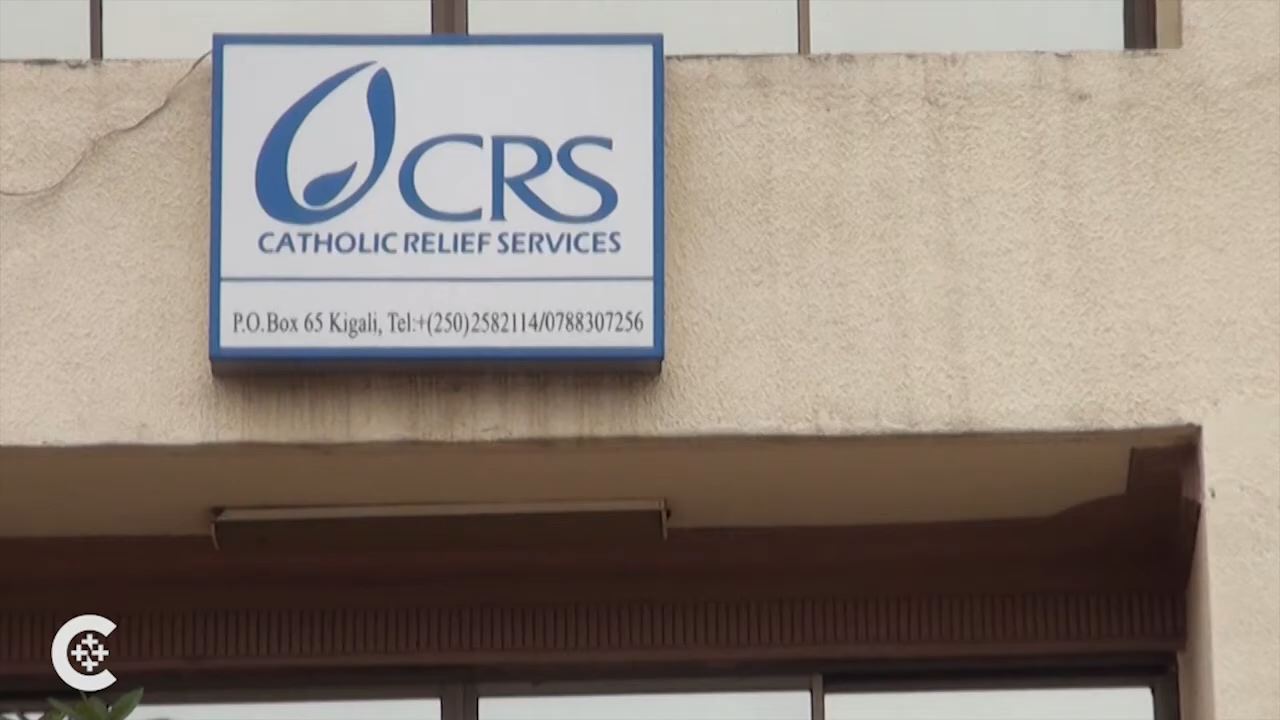 CRS
CATHOLIC RELIEF SERVICES
P.O.Box 65 Kigali, Tel:+(250)2582114/0788307256